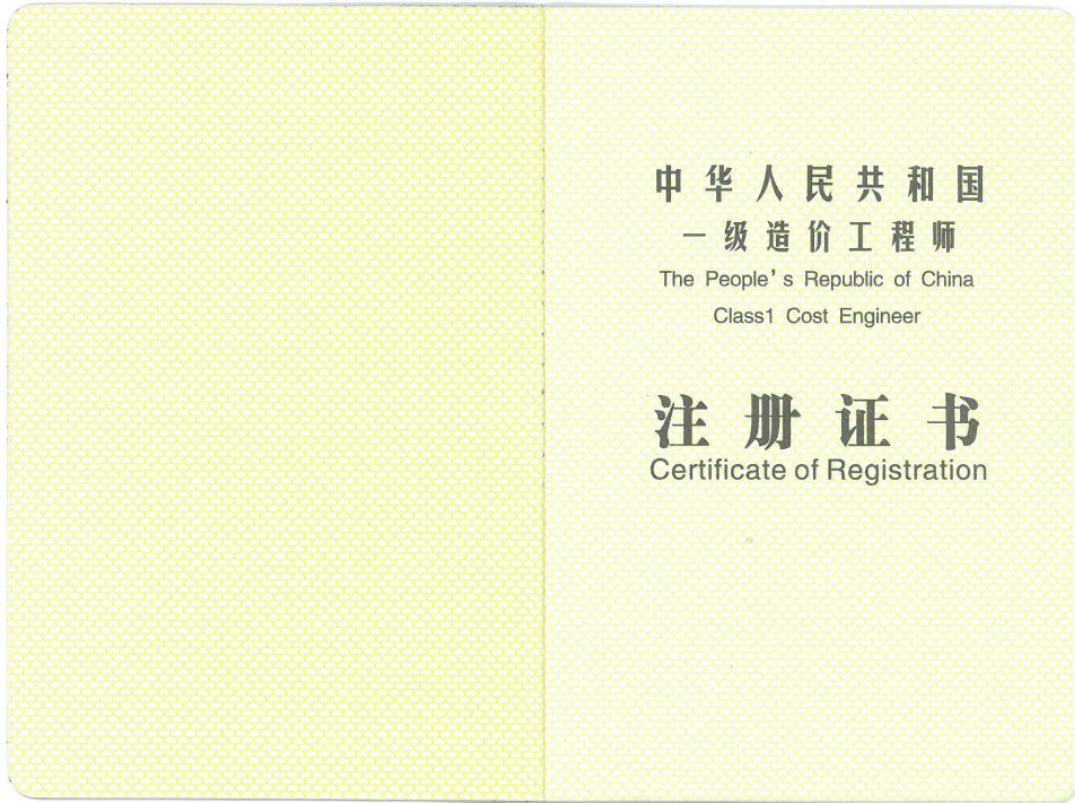 中华人民共和国
一级造价工程师
The People's Republic of China
Class1 Cost Engineer
注册证书
Certificate of Registration